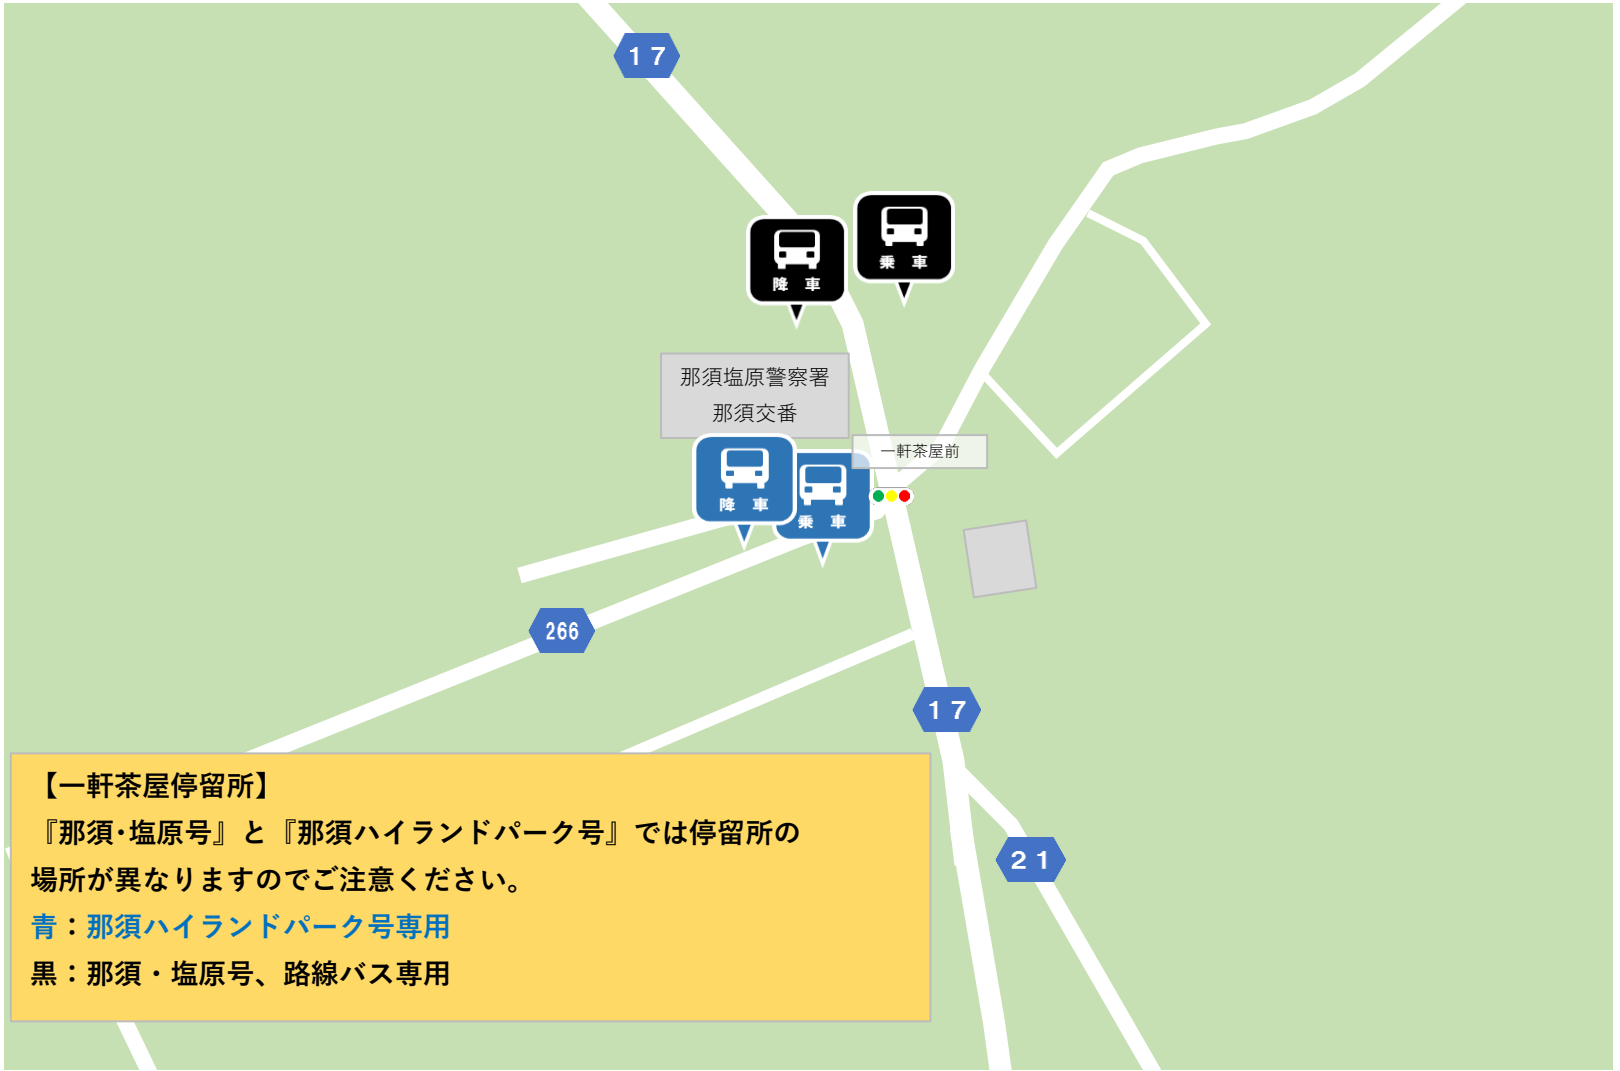 １７
乗　車
降　車
那須塩原警察署
那須交番
一軒茶屋前
降　車
乗　車
266
１７
２１
【一軒茶屋停留所】
『那須･塩原号』と『那須ハイランドパーク号』では停留所の
場所が異なりますのでご注意ください。
青：那須ハイランドパーク号専用
黒：那須・塩原号、路線バス専用